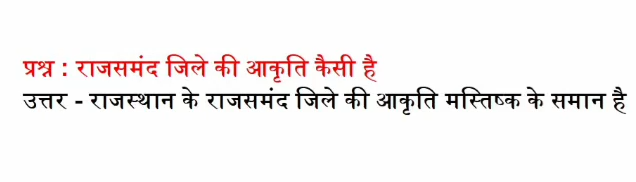 प्रश्न : राजसमंद जिले की आकृति कैसी है
उत्तर - राजस्थान के राजसमंद जिले की आकृति मस्तिष्क के समान है